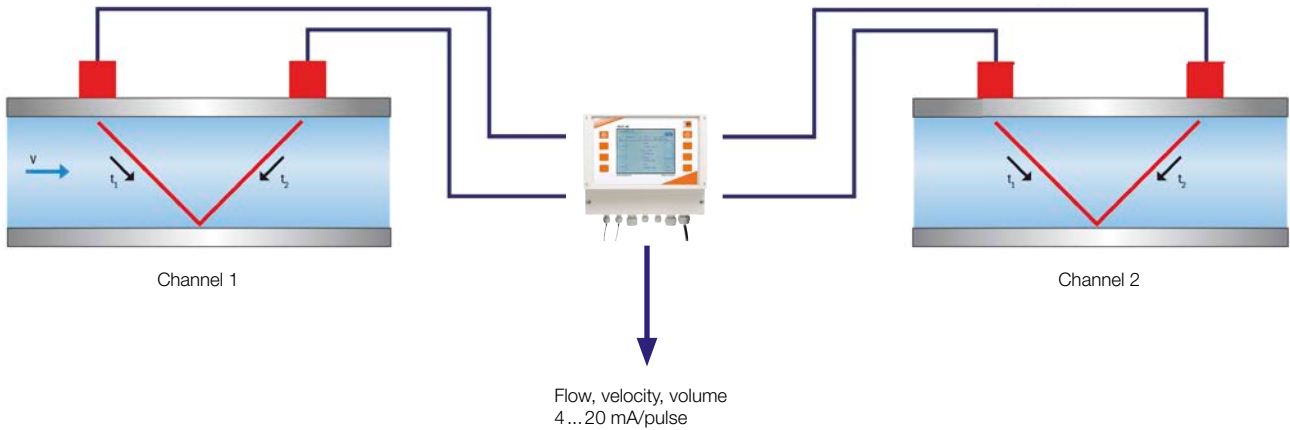 V
t1
t2
t1
t2
Channel 1
Channel 2
Flow, velocity, volume
4...20 mA/pulse